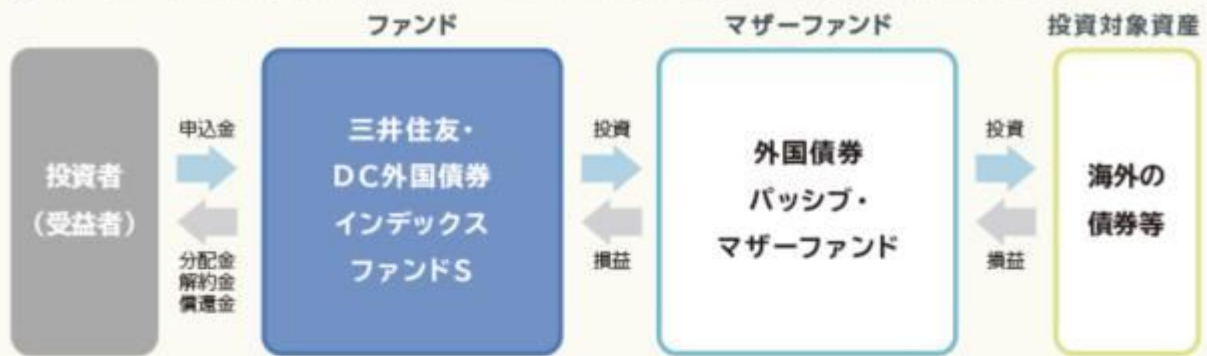 ファンド
マザーファンド
投資対象資産
投資者
（受益者）
申込金
分配金
解約金
償還金
三井住友・
DC外国債券
インデックス
ファンドS
投資
損益
外国債券
パッシブ・
マザーファンド
投資
損益
海外の
債券等